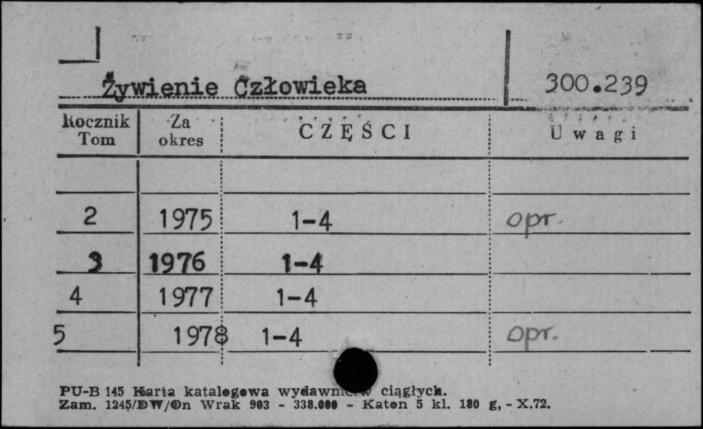 Żywienie Człowieka 300.239
Rocznik Tom Za okres CZĘŚCI Uwagi
2 1975 1-4 opr.
3 1976 1-4
4 1977 1-4
5 1978 1-4 opr.
PU-B 145 Karta katalogowa wydawnictw ciągłych.
Zam. 1245/DW/On Wrak 903 - 338.000 - Katon 5 kl. 180 g, - X.72.